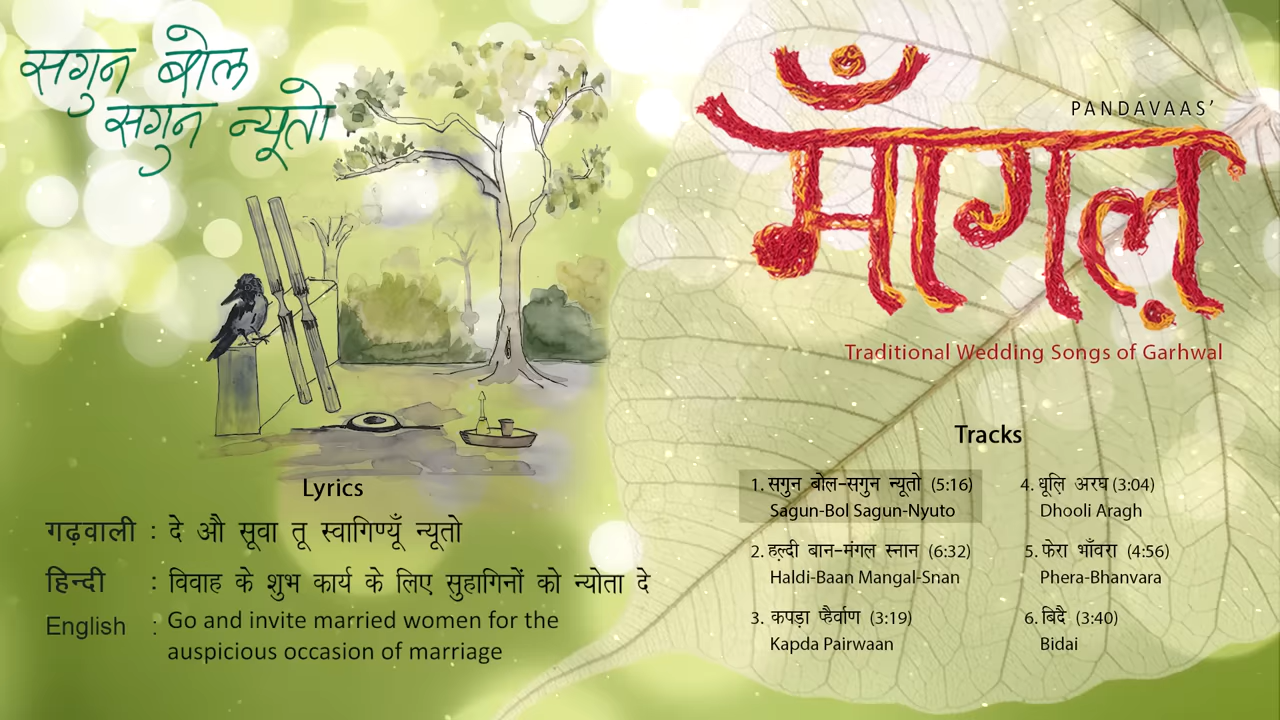 सगुन बोल
सगुन न्यूतो
PANDAVAAS’
माँगल़
Traditional Wedding Songs of Garhwal
Lyrics
गढ़वाली : दे औ सूवा तू स्वागिण्यूँ न्यूतो
हिन्दी : विवाह के शुभ कार्य के लिए सुहागिनों को न्योता दे
English : Go and invite married women for the
auspicious occasion of marriage
Tracks
1. सगुन बोल-सगुन न्यूतो (5:16)
Sagun-Bol Sagun-Nyuto
2. हल़्दी बान-मंगल स्नान (6:32)
Haldi-Baan Mangal-Snan
3. कपड़ा प्हैर्वाण (3:19)
Kapda Pairwaan
4. धूल़ि अरघ (3:04)
Dhooli Aragh
5. फेरा भाँवरा (4:56)
Phera-Bhanvara
6. बिदै (3:40)
Bidai